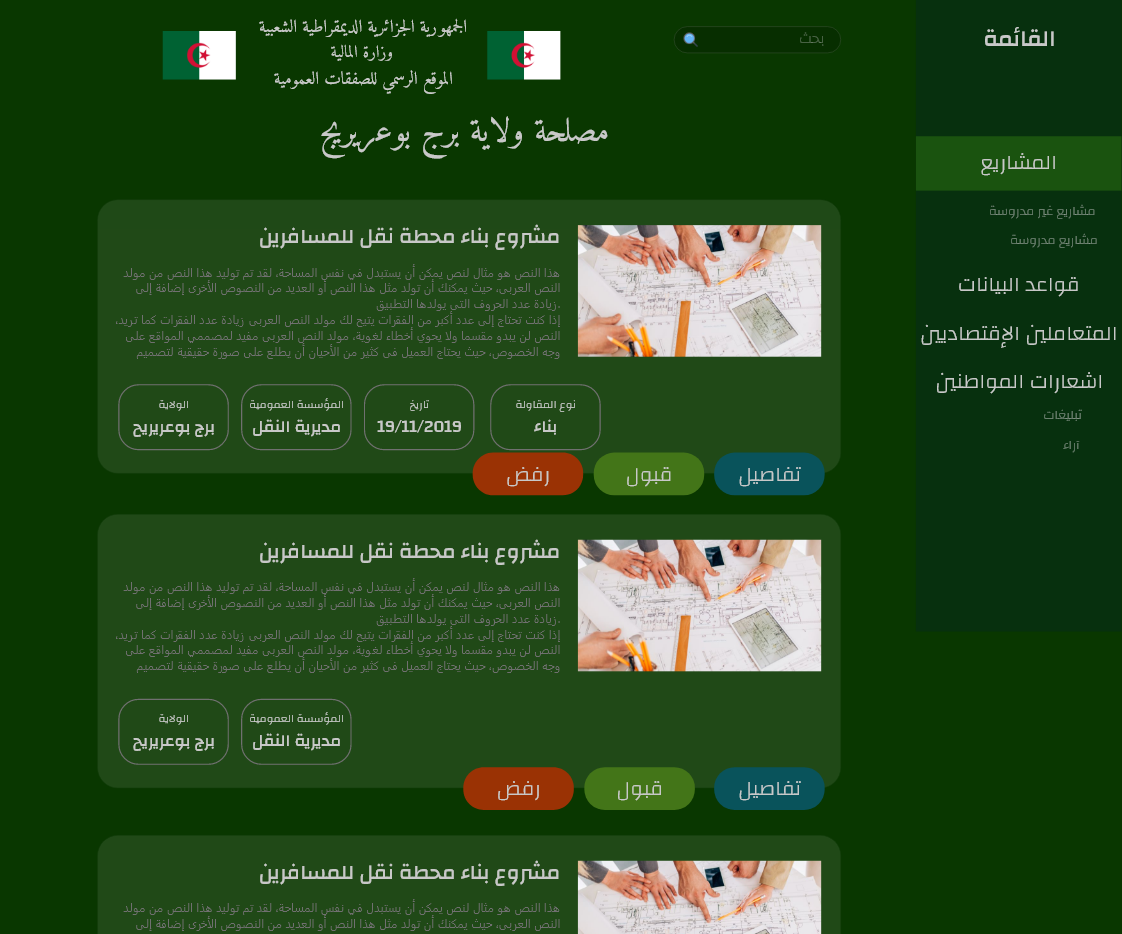 القائمة
المشاريع
مشاريع غير مدروسة
مشاريع مدروسة
قواعد البيانات
المتعاملين الإقتصاديين
اشعارات المواطنين
تبليغات
آراء
بحث
الجمهورية الجزائرية الديمقراطية الشعبية
وزارة المالية
الموقع الرسمي للصفقات العمومية
مصلحة ولاية برج بوعريريج
مشروع بناء محطة نقل للمسافرين
هذا النص هو مثال لنص يمكن أن يستبدل في نفس المساحة، لقد تم توليد هذا النص من مولد
النص العربى، حيث يمكنك أن تولد مثل هذا النص أو العديد من النصوص الأخرى إضافة إلى
زيادة عدد الحروف التى يولدها التطبيق.
إذا كنت تحتاج إلى عدد أكبر من الفقرات يتيح لك مولد النص العربى زيادة عدد الفقرات كما تريد،
النص لن يبدو مقسما ولا يحوي أخطاء لغوية، مولد النص العربى مفيد لمصممي المواقع على
وجه الخصوص، حيث يحتاج العميل فى كثير من الأحيان أن يطلع على صورة حقيقية لتصميم
نوع المقاولة
بناء
تاريخ
19/11/2019
المؤسسة العمومية
مديرية النقل
الولاية
برج بوعريريج
تفاصيل
قبول
رفض
مشروع بناء محطة نقل للمسافرين
هذا النص هو مثال لنص يمكن أن يستبدل في نفس المساحة، لقد تم توليد هذا النص من مولد
النص العربى، حيث يمكنك أن تولد مثل هذا النص أو العديد من النصوص الأخرى إضافة إلى
زيادة عدد الحروف التى يولدها التطبيق.
إذا كنت تحتاج إلى عدد أكبر من الفقرات يتيح لك مولد النص العربى زيادة عدد الفقرات كما تريد،
النص لن يبدو مقسما ولا يحوي أخطاء لغوية، مولد النص العربى مفيد لمصممي المواقع على
وجه الخصوص، حيث يحتاج العميل فى كثير من الأحيان أن يطلع على صورة حقيقية لتصميم
المؤسسة العمومية
مديرية النقل
الولاية
برج بوعريريج
تفاصيل
قبول
رفض
مشروع بناء محطة نقل للمسافرين
هذا النص هو مثال لنص يمكن أن يستبدل في نفس المساحة، لقد تم توليد هذا النص من مولد
النص العربى، حيث يمكنك أن تولد مثل هذا النص أو العديد من النصوص الأخرى إضافة إلى